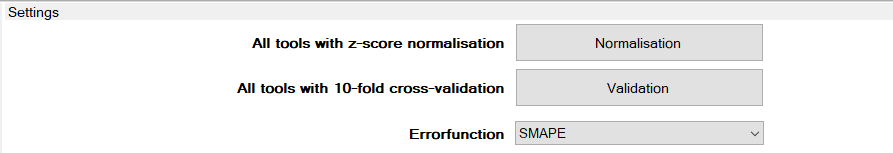 Settings
All tools with z-score normalisation Normalisation
All tools with 10-fold cross-validation Validation
Errorfunction SMAPE